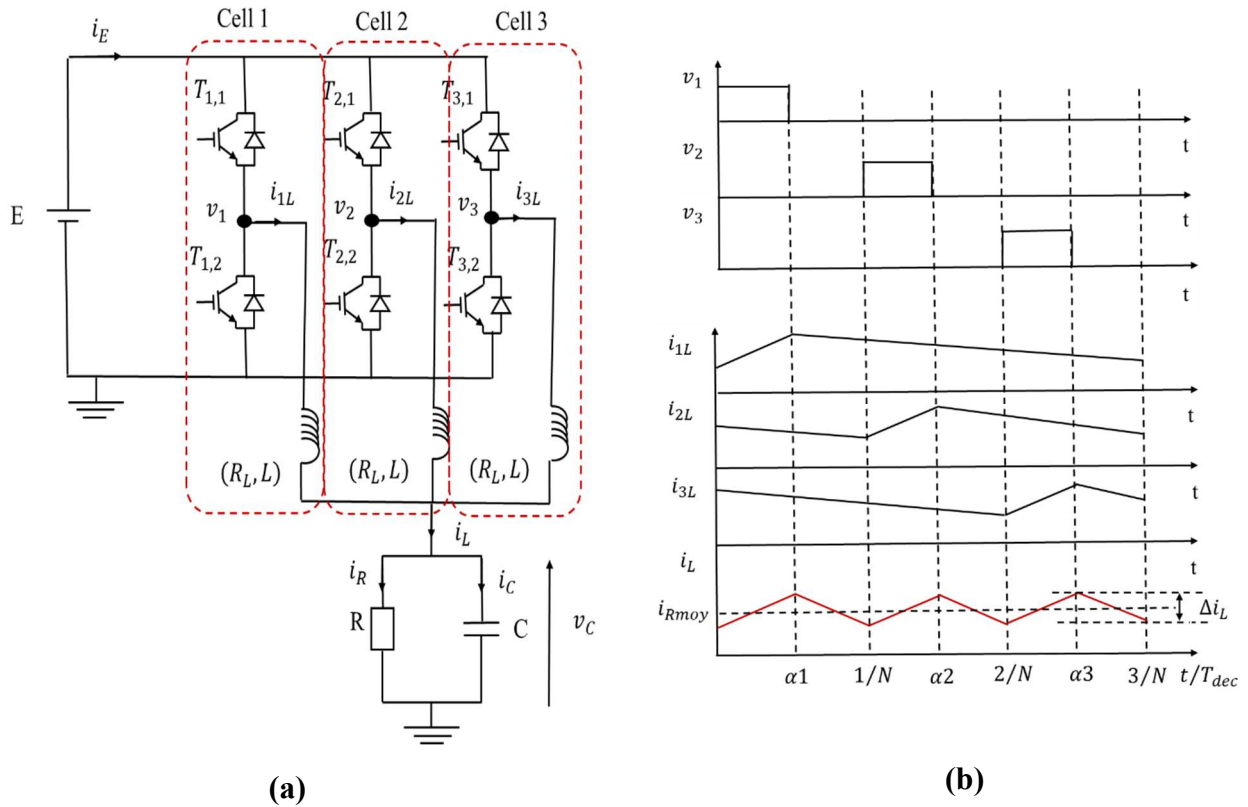 Cell 1 Cell 2 Cell 3
i_E
T_{1,1} T_{2,1} T_{3,1}
E
v_1 i_{1L} v_2 i_{2L} v_3 i_{3L}
T_{1,2} T_{2,2} T_{3,2}
(R_L, L) (R_L, L) (R_L, L)
i_L
i_R i_C
R C v_C
(a)
v_1
t
v_2
t
v_3
t
i_{1L}
t
i_{2L}
t
i_{3L}
t
i_L
i_{Rmoy} Δi_L
α1 1/N α2 2/N α3 3/N t/T_{dec}
(b)